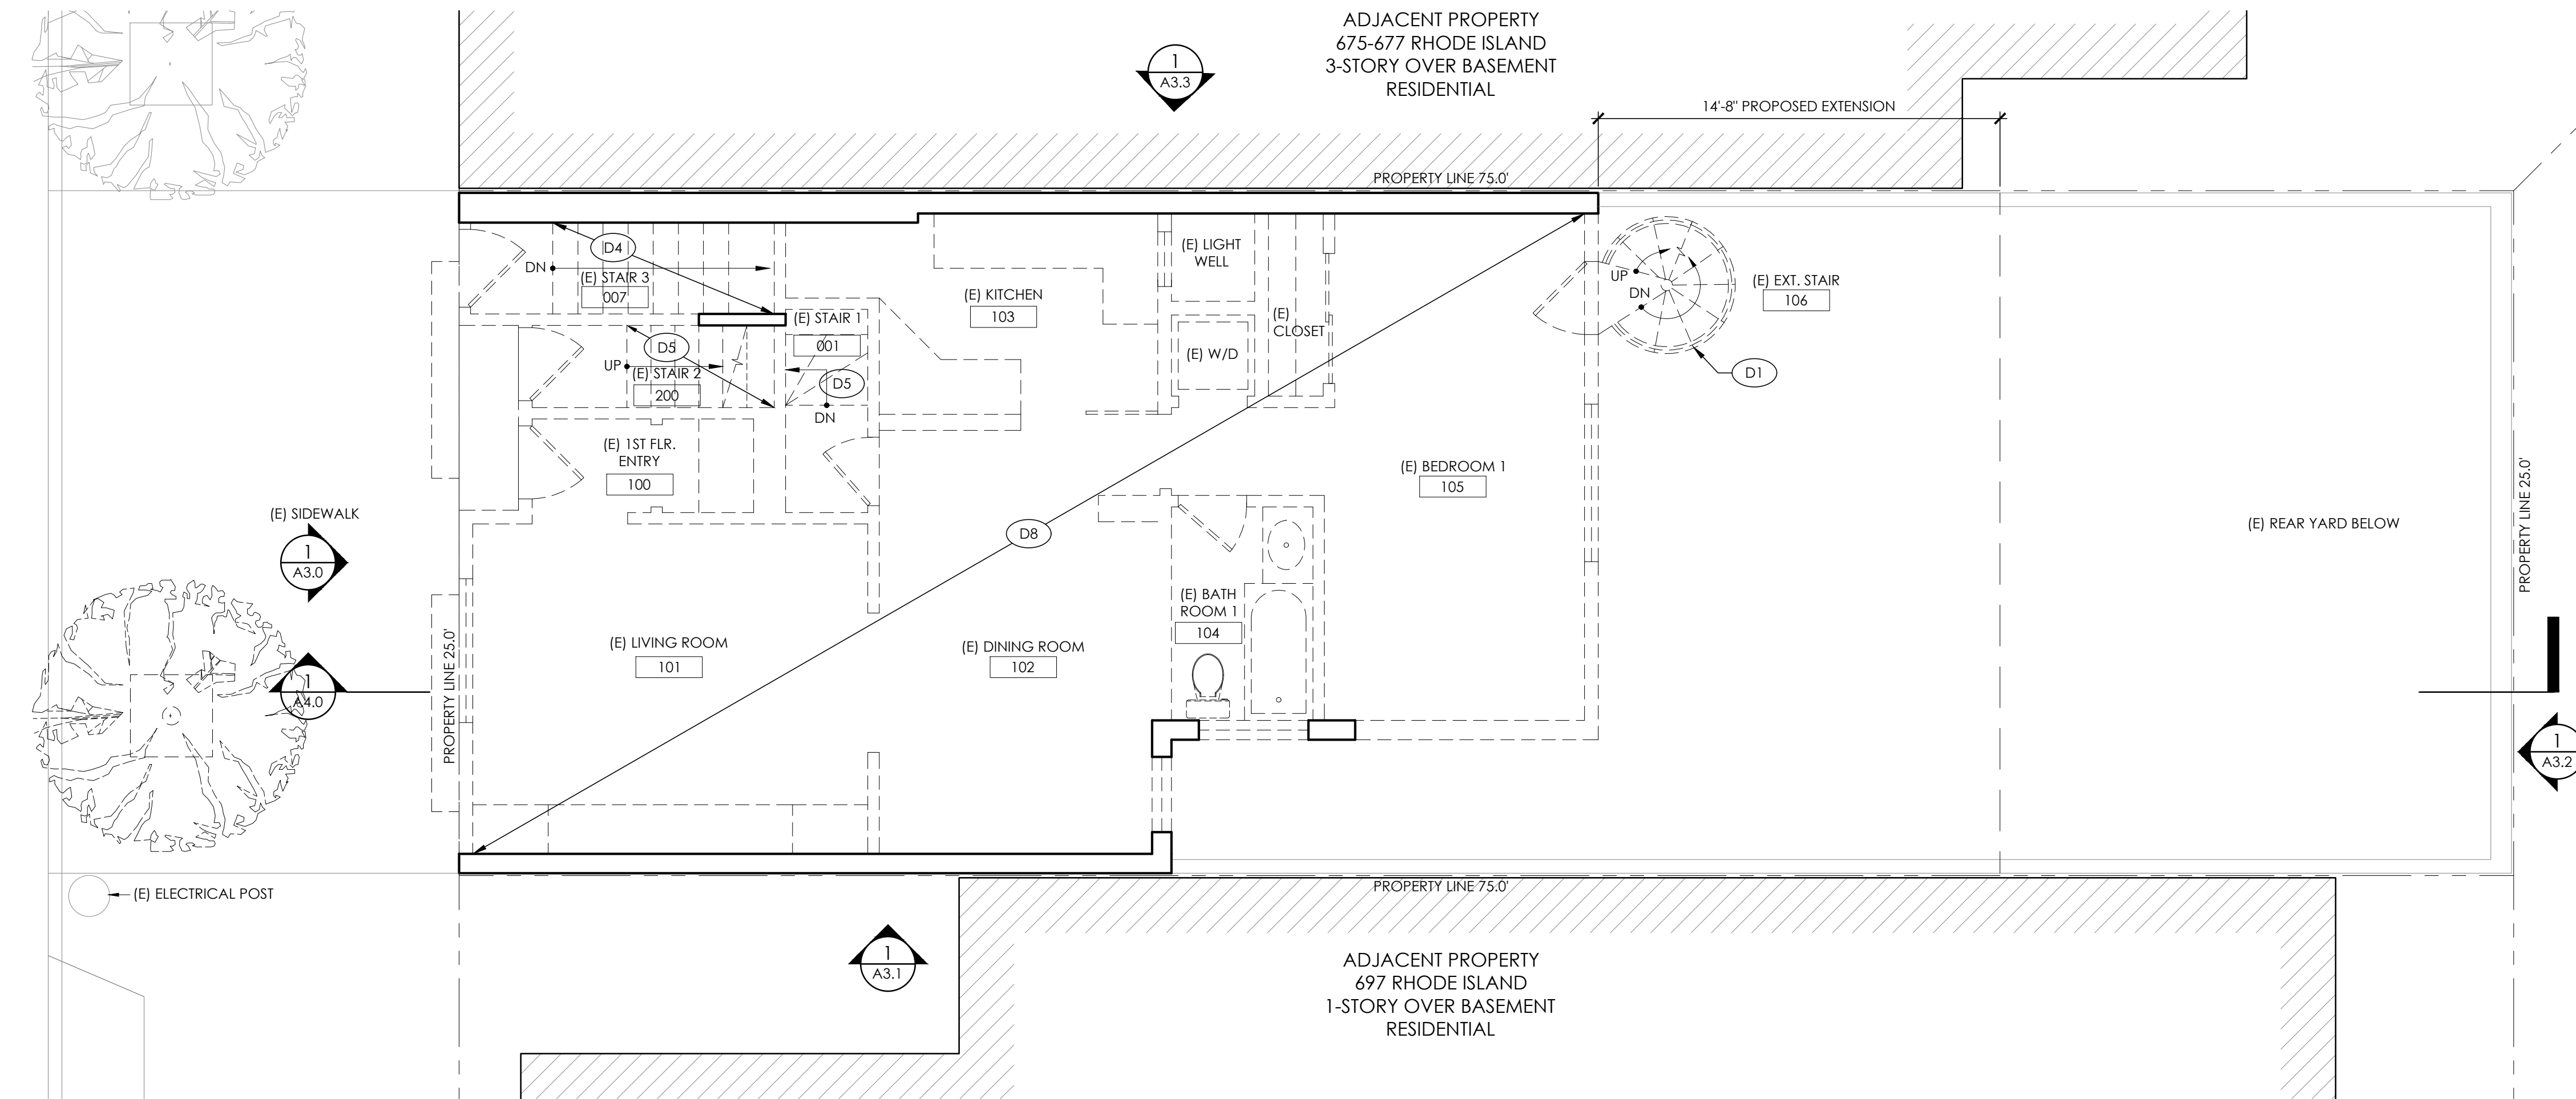 ADJACENT PROPERTY
675-677 RHODE ISLAND
3-STORY OVER BASEMENT
RESIDENTIAL
1
A3.3
14'-8" PROPOSED EXTENSION
PROPERTY LINE 75.0'
D4
DN
(E) STAIR 3
007
(E) LIGHT
WELL
(E) KITCHEN
103
UP
DN
(E) EXT. STAIR
106
(E) STAIR 1
001
(E)
CLOSET
D5
UP
(E) STAIR 2
200
(E) W/D
D5
DN
D1
(E) 1ST FLR.
ENTRY
100
(E) BEDROOM 1
105
PROPERTY LINE 25.0'
(E) SIDEWALK
1
A3.0
D8
(E) REAR YARD BELOW
(E) BATH
ROOM 1
104
(E) LIVING ROOM
101
(E) DINING ROOM
102
1
A4.0
PROPERTY LINE 25.0'
1
A3.2
(E) ELECTRICAL POST
PROPERTY LINE 75.0'
1
A3.1
ADJACENT PROPERTY
697 RHODE ISLAND
1-STORY OVER BASEMENT
RESIDENTIAL